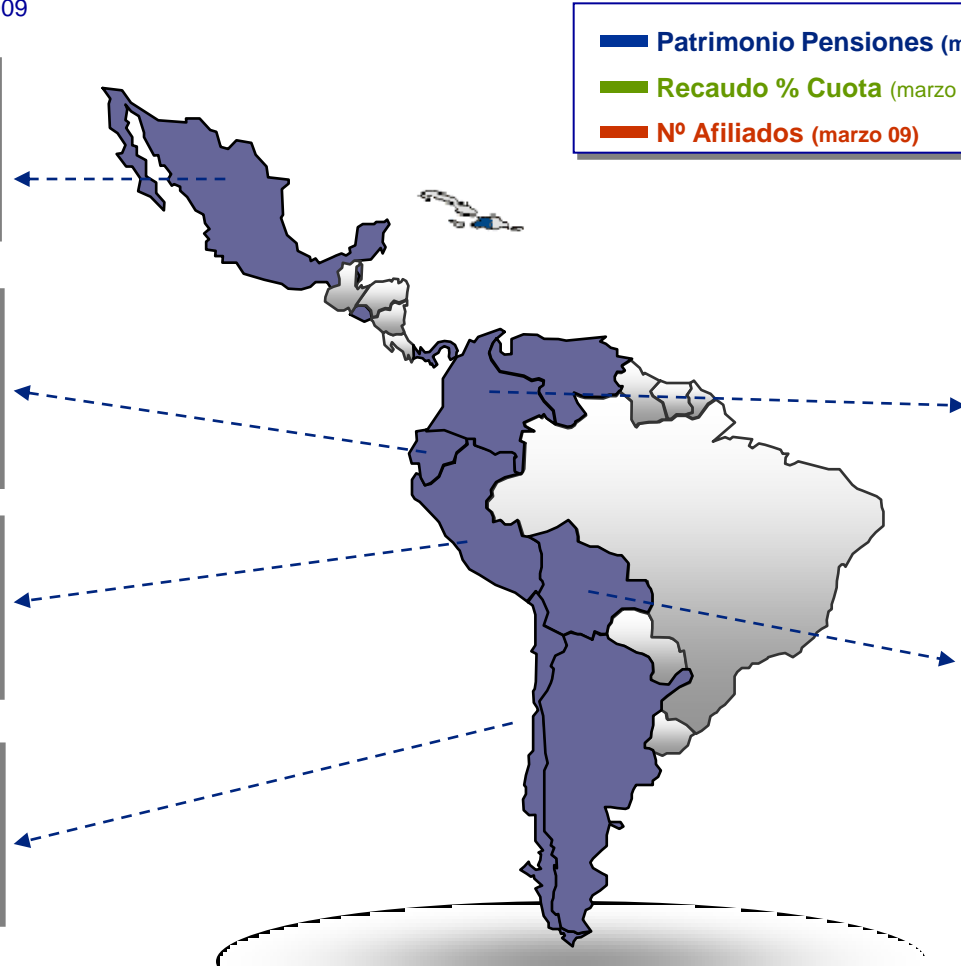 09
Patrimonio Pensiones (m
Recaudo % Cuota (marzo
Nº Afiliados (marzo 09)